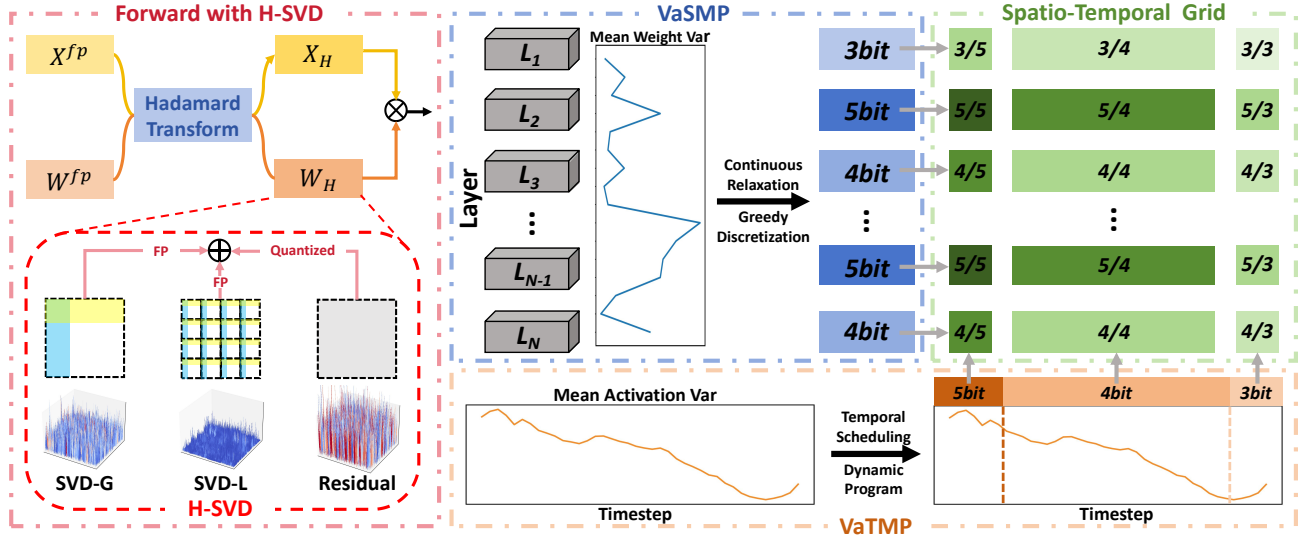 Forward with H-SVD
X^{fp}
X_H
Hadamard
Transform
W^{fp}
W_H
FP
Quantized
FP
SVD-G
SVD-L
Residual
H-SVD
VaSMP
Mean Weight Var
Layer
L_1
L_2
L_3
L_{N-1}
L_N
Continuous
Relaxation
Greedy
Discretization
3bit
5bit
4bit
5bit
4bit
Spatio-Temporal Grid
3/5 3/4 3/3
5/5 5/4 5/3
4/5 4/4 4/3
5/5 5/4 5/3
4/5 4/4 4/3
Mean Activation Var
Timestep
Temporal
Scheduling
Dynamic
Program
5bit 4bit 3bit
Timestep
VaTMP